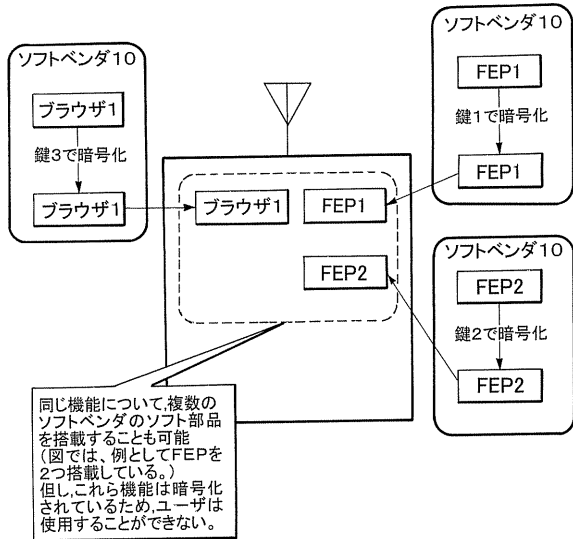 ソフトベンダ10
ブラウザ1
鍵3で暗号化
ブラウザ1
ソフトベンダ10
FEP1
鍵1で暗号化
FEP1
ブラウザ1
FEP1
FEP2
ソフトベンダ10
FEP2
鍵2で暗号化
FEP2
同じ機能について,複数の
ソフトベンダのソフト部品
を搭載することも可能
(図では、例としてFEPを
2つ搭載している。)
但し,これら機能は暗号化
されているため,ユーザは
使用することができない。